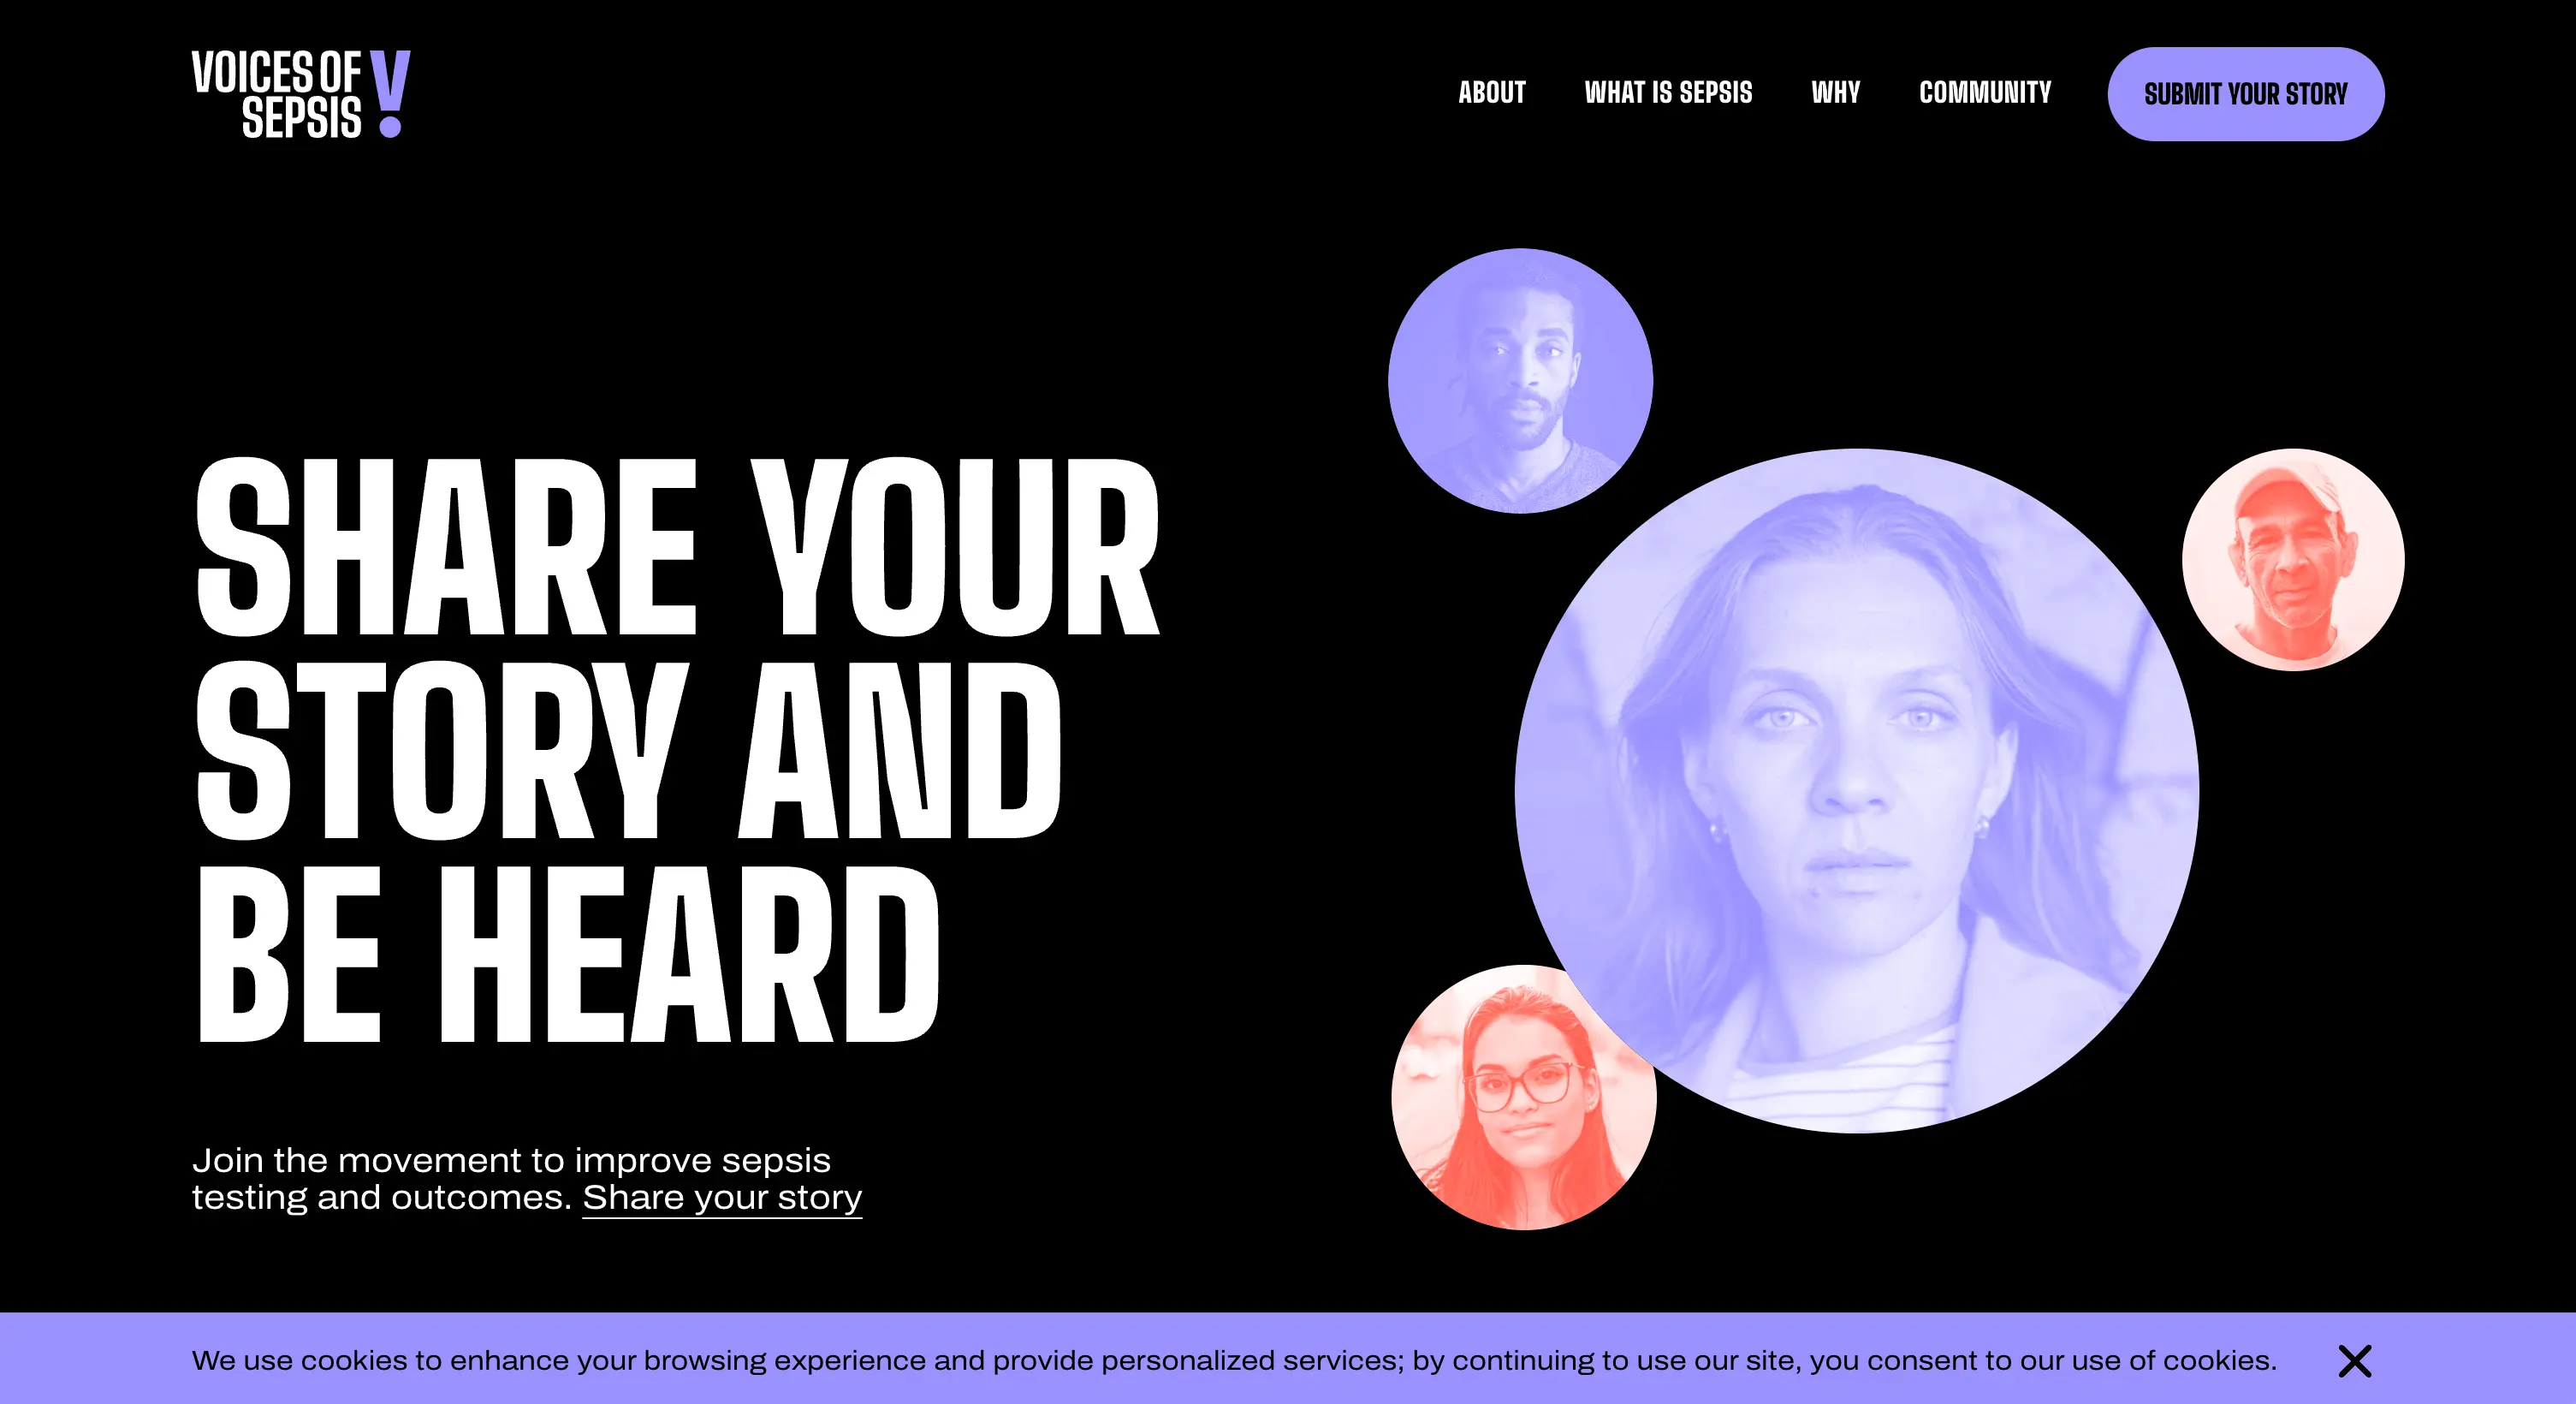 VOICES OF
SEPSIS
ABOUT
WHAT IS SEPSIS
WHY
COMMUNITY
SUBMIT YOUR STORY
SHARE YOUR
STORY AND
BE HEARD
Join the movement to improve sepsis
testing and outcomes. Share your story
We use cookies to enhance your browsing experience and provide personalized services; by continuing to use our site, you consent to our use of cookies.